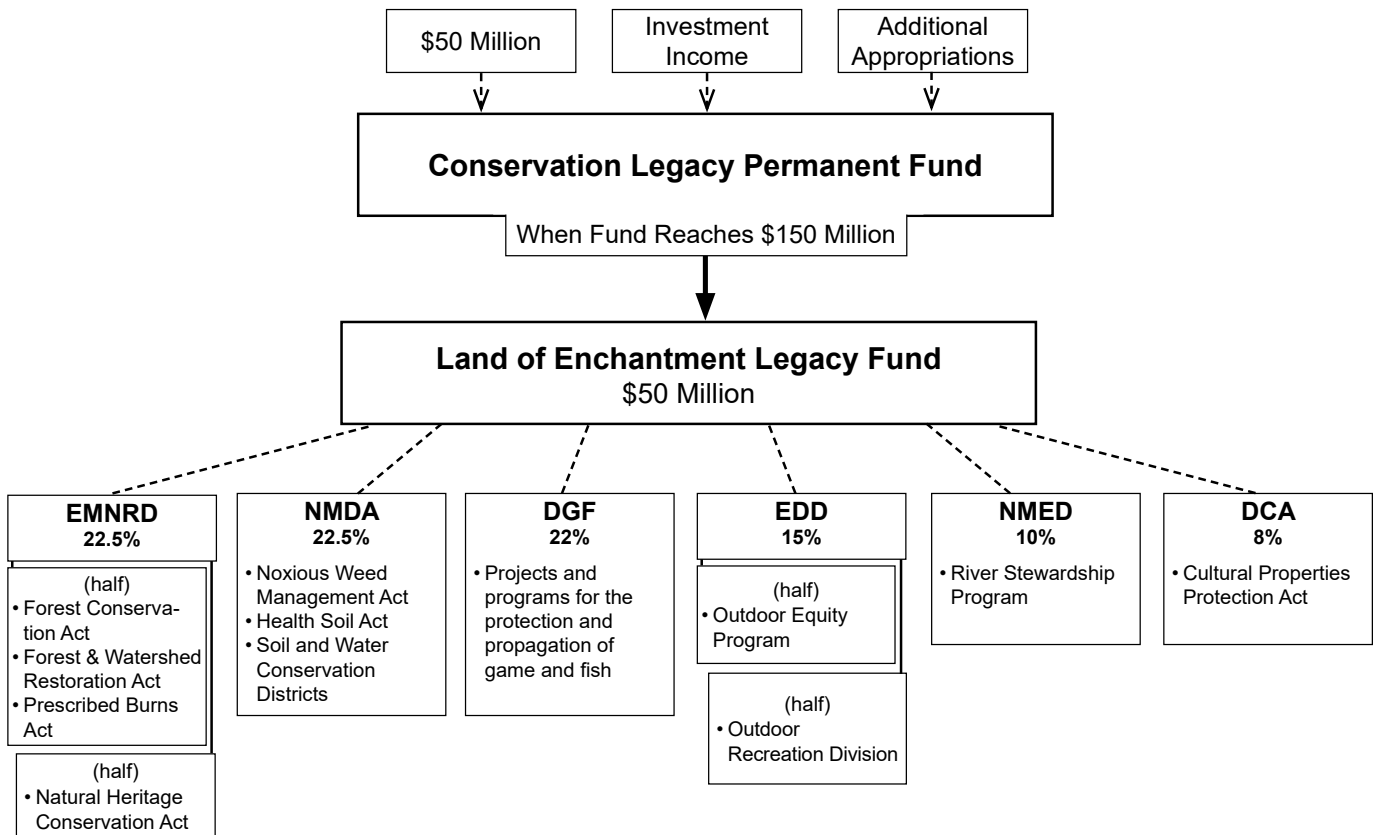 $50 Million
Investment
Income
Additional
Appropriations
Conservation Legacy Permanent Fund
When Fund Reaches $150 Million
Land of Enchantment Legacy Fund
$50 Million
EMNRD
22.5%
(half)
• Forest Conserva-
tion Act
• Forest & Watershed
Restoration Act
• Prescribed Burns
Act
(half)
• Natural Heritage
Conservation Act
NMDA
22.5%
• Noxious Weed
Management Act
• Health Soil Act
• Soil and Water
Conservation
Districts
DGF
22%
• Projects and
programs for the
protection and
propagation of
game and fish
EDD
15%
(half)
• Outdoor Equity
Program
(half)
• Outdoor
Recreation Division
NMED
10%
• River Stewardship
Program
DCA
8%
• Cultural Properties
Protection Act